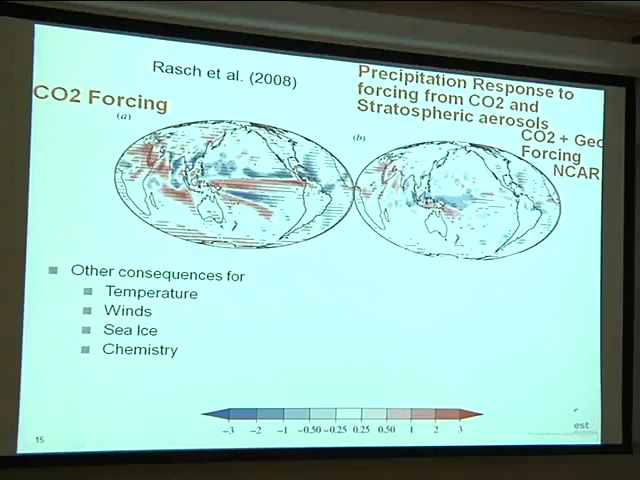 Rasch et al. (2008)
Precipitation Response to
forcing from CO2 and
Stratospheric aerosols
CO2 Forcing
(a)
(b)
CO2 + Geo
Forcing
NCAR
Other consequences for
Temperature
Winds
Sea Ice
Chemistry
-3 -2 -1 -0.50 -0.25 0.25 0.50 1 2 3
15
est